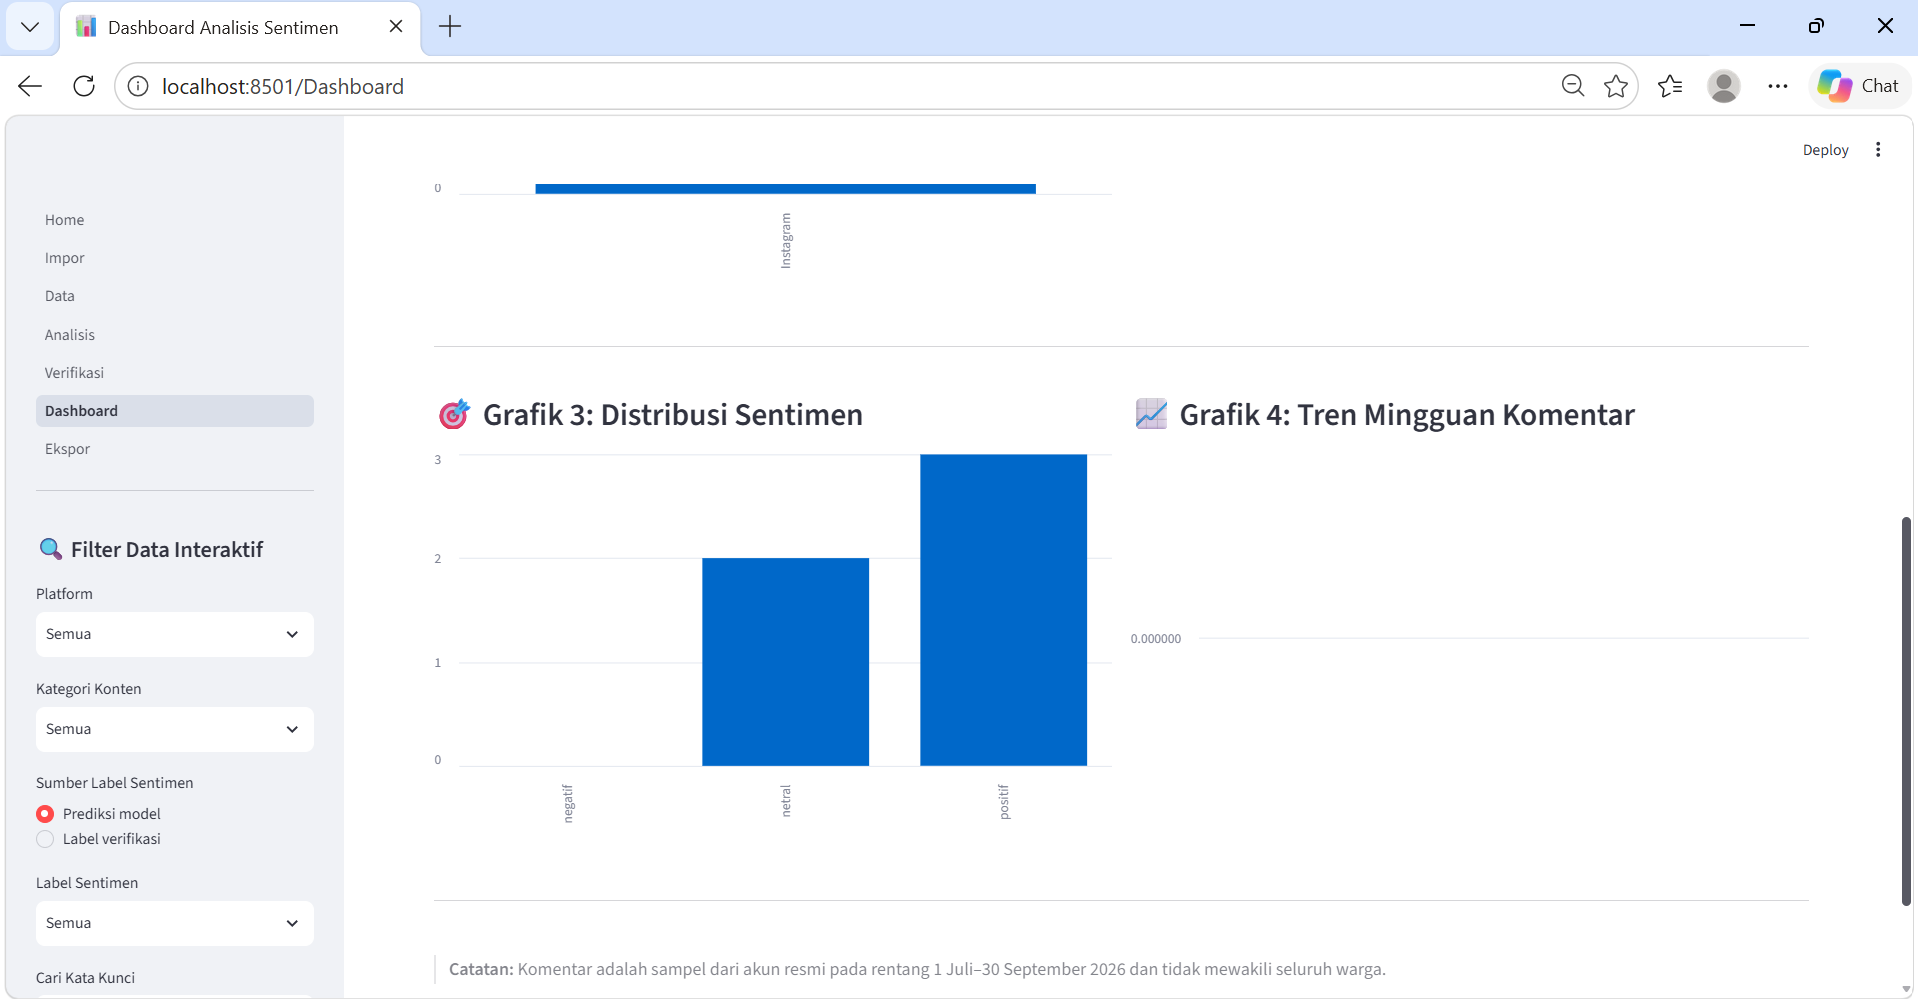 Dashboard Analisis Sentimen
localhost:8501/Dashboard
Chat
Deploy
Home
Impor
Data
Analisis
Verifikasi
Dashboard
Ekspor
Filter Data Interaktif
Platform
Semua
Kategori Konten
Semua
Sumber Label Sentimen
Prediksi model
Label verifikasi
Label Sentimen
Semua
Cari Kata Kunci
0
Instagram
Grafik 3: Distribusi Sentimen
3
2
1
0
negatif
netral
positif
Grafik 4: Tren Mingguan Komentar
0.000000
Catatan: Komentar adalah sampel dari akun resmi pada rentang 1 Juli–30 September 2026 dan tidak mewakili seluruh warga.